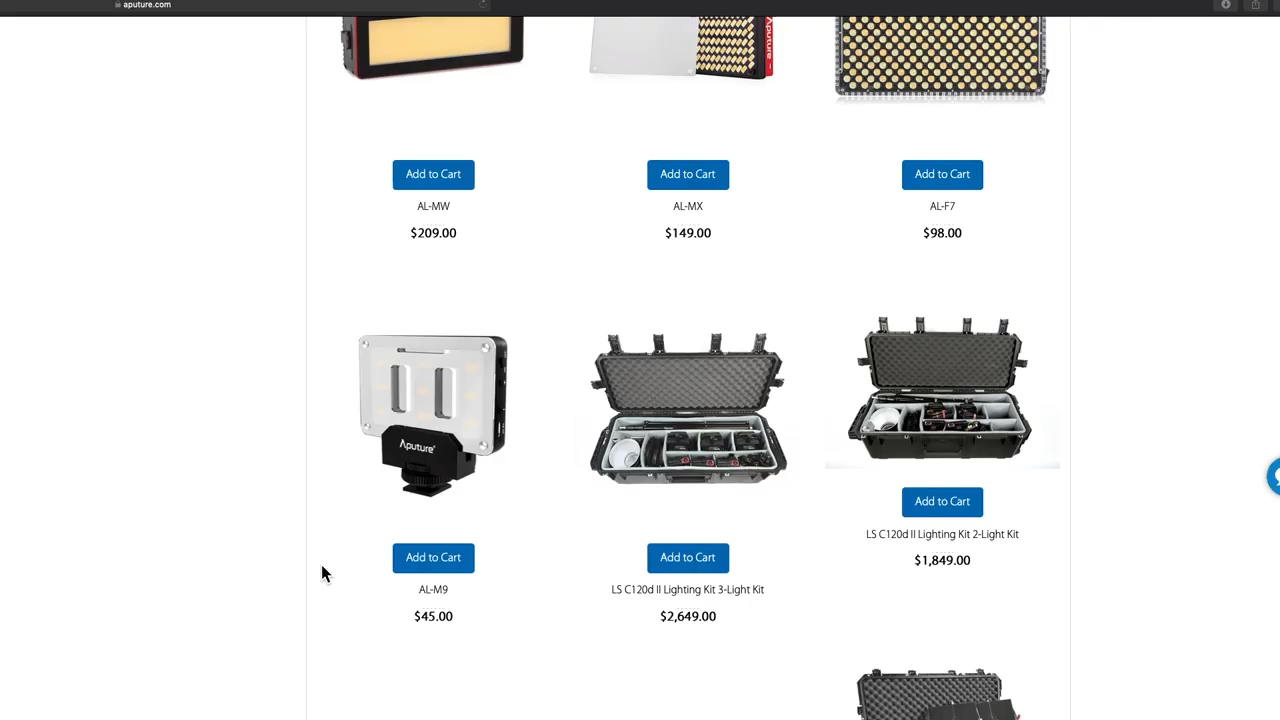 aputure.com
Aputure
Add to Cart
AL-MW
$209.00
Add to Cart
AL-MX
$149.00
Add to Cart
AL-F7
$98.00
Aputure
Add to Cart
AL-M9
$45.00
Add to Cart
LS C120d II Lighting Kit 3-Light Kit
$2,649.00
Add to Cart
LS C120d II Lighting Kit 2-Light Kit
$1,849.00